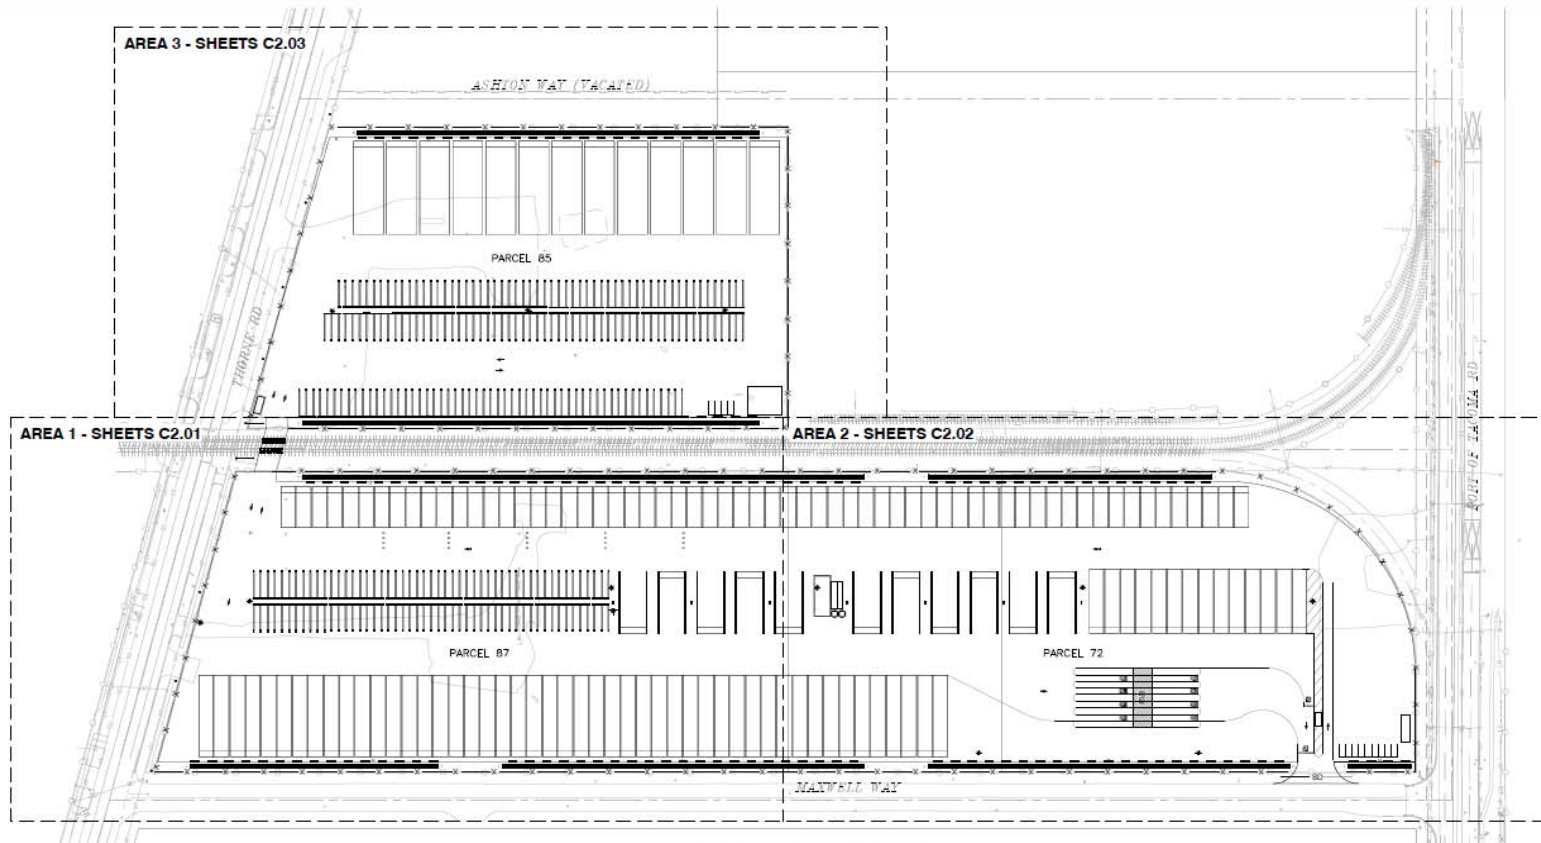 AREA 3 - SHEETS C2.03
ASHTON WAY (VACATED)
PARCEL 85
THORNE RD
AREA 1 - SHEETS C2.01
AREA 2 - SHEETS C2.02
PORT OF TACOMA RD
PARCEL 87
PARCEL 72
MAXWELL WAY